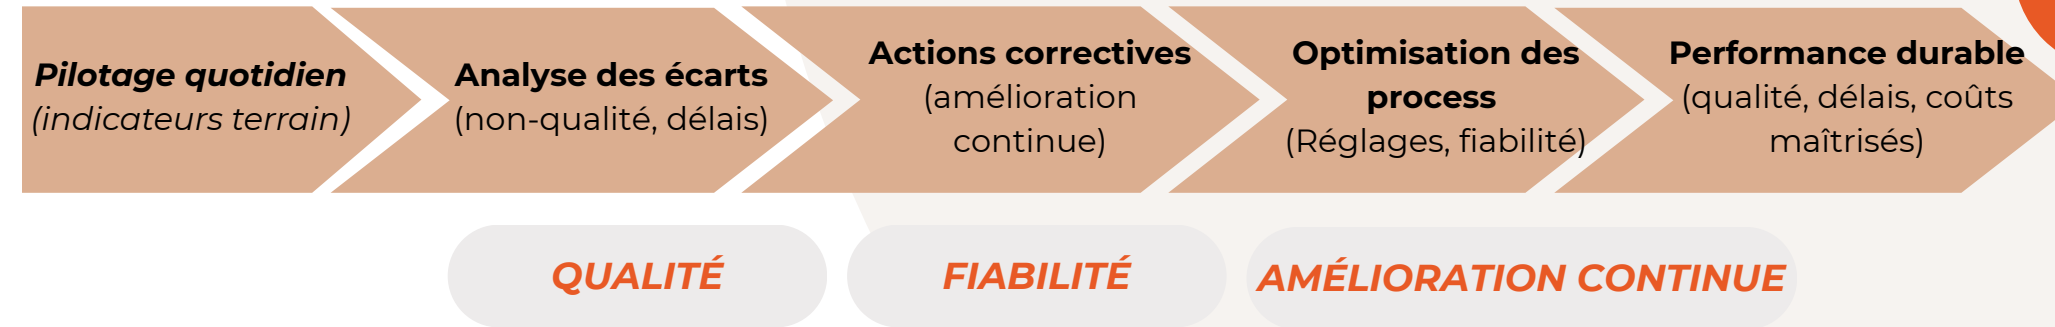 Pilotage quotidien
(indicateurs terrain)
Analyse des écarts
(non-qualité, délais)
Actions correctives
(amélioration
continue)
Optimisation des
process
(Réglages, fiabilité)
Performance durable
(qualité, délais, coûts
maîtrisés)
QUALITÉ
FIABILITÉ
AMÉLIORATION CONTINUE